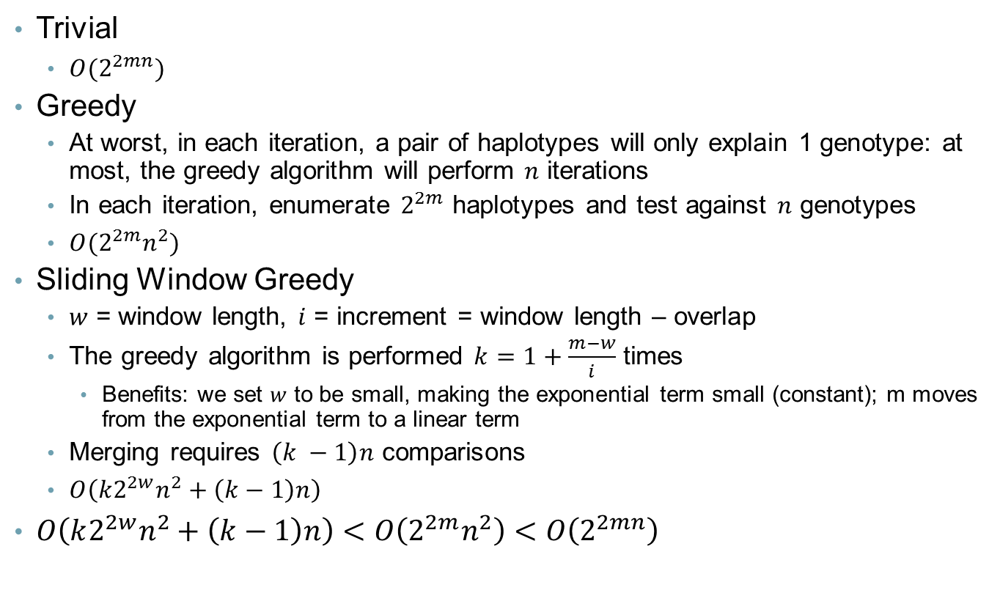 • Trivial
• 𝑂(2^{2𝑚𝑛})
• Greedy
• At worst, in each iteration, a pair of haplotypes will only explain 1 genotype: at
most, the greedy algorithm will perform 𝑛 iterations
• In each iteration, enumerate 2^{2𝑚} haplotypes and test against 𝑛 genotypes
• 𝑂(2^{2𝑚}𝑛^2)
• Sliding Window Greedy
• 𝑤 = window length, 𝑖 = increment = window length – overlap
• The greedy algorithm is performed 𝑘 = 1 + \frac{𝑚−𝑤}{𝑖} times
• Benefits: we set 𝑤 to be small, making the exponential term small (constant); m moves
from the exponential term to a linear term
• Merging requires (𝑘 − 1)𝑛 comparisons
• 𝑂(𝑘2^{2𝑤}𝑛^2 + (𝑘 − 1)𝑛)
• 𝑂(𝑘2^{2𝑤}𝑛^2 + (𝑘 − 1)𝑛) < 𝑂(2^{2𝑚}𝑛^2) < 𝑂(2^{2𝑚𝑛})